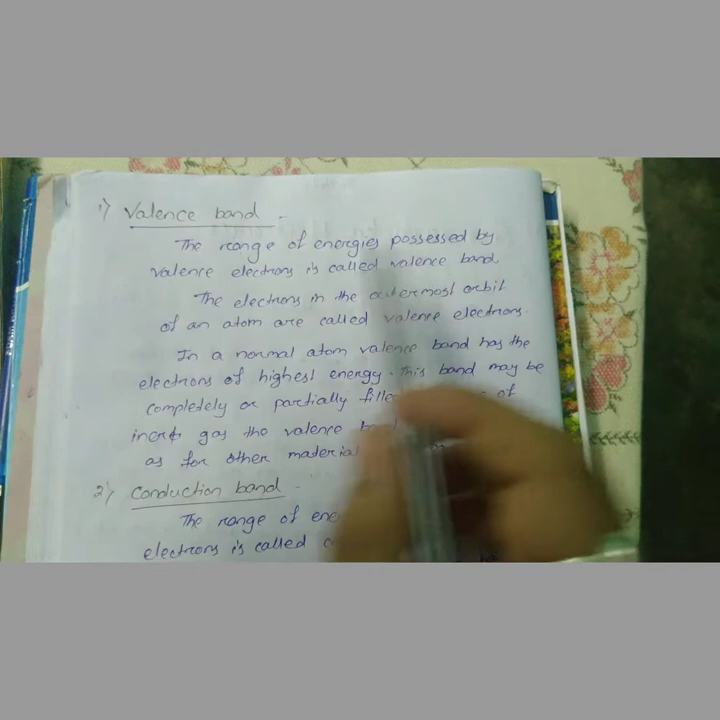 1) Valence band -
The range of energies possessed by
valence electrons is called valence band.
The electrons in the outermost orbit
of an atom are called valence electrons.
In a normal atom valence band has the
electrons of highest energy. This band may be
completely or partially of
inert gas the valence
as for other material
2) Conduction band -
The range of
electrons is called